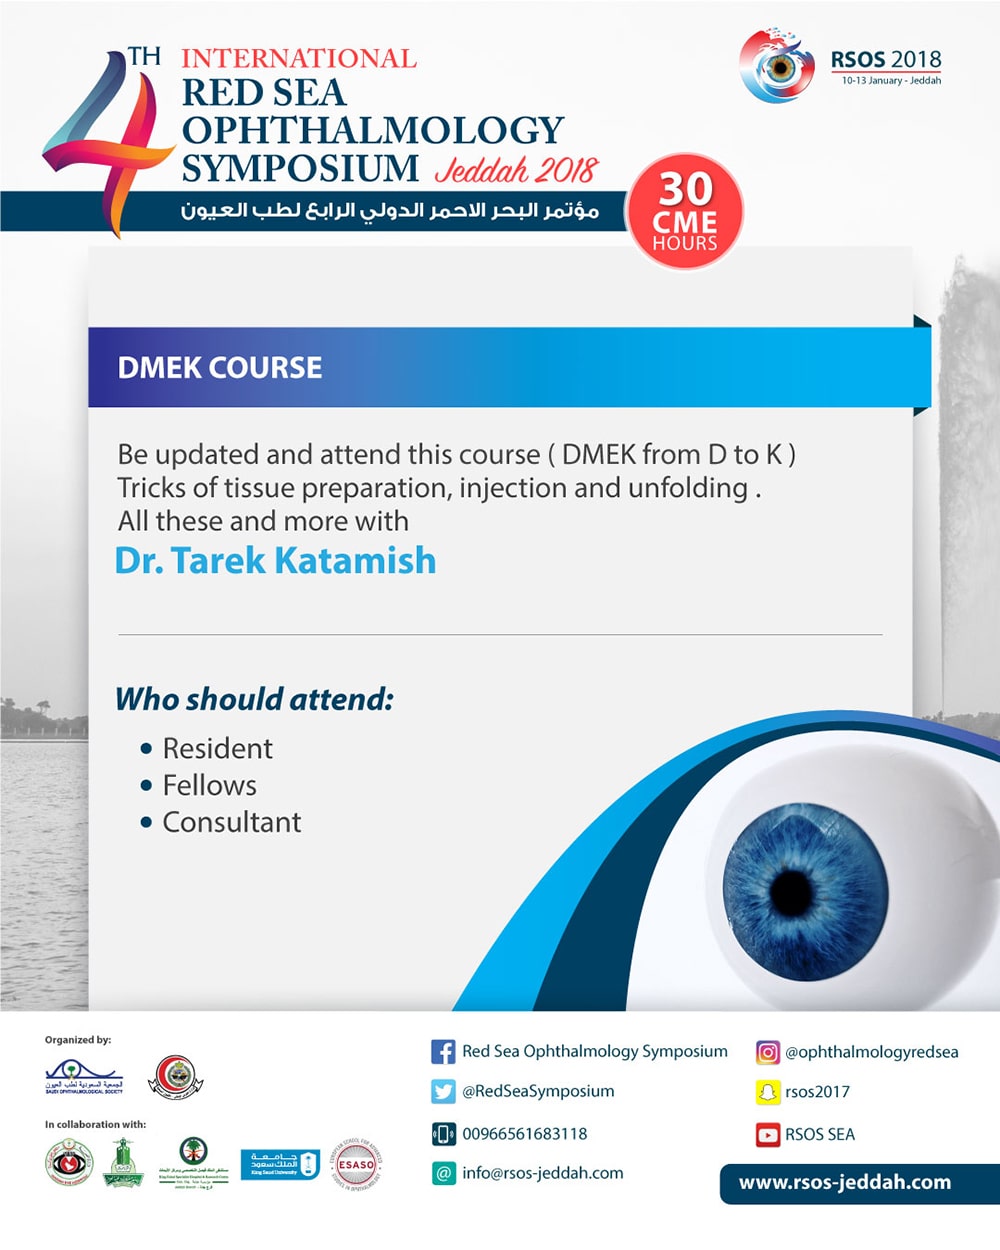 4TH
INTERNATIONAL
RED SEA
OPHTHALMOLOGY
SYMPOSIUM Jeddah 2018
مؤتمر البحر الاحمر الدولي الرابع لطب العيون
30
CME
HOURS
RSOS 2018
10-13 January - Jeddah
DMEK COURSE
Be updated and attend this course ( DMEK from D to K )
Tricks of tissue preparation, injection and unfolding .
All these and more with
Dr. Tarek Katamish
Who should attend:
• Resident
• Fellows
• Consultant
Organized by:
الجمعية السعودية لطب العيون
SAUDI OPHTHALMOLOGICAL SOCIETY
In collaboration with:
جامعة
الملك سعود
King Saud University
ESASO
Red Sea Ophthalmology Symposium
@RedSeaSymposium
00966561683118
info@rsos-jeddah.com
@ophthalmologyredsea
rsos2017
RSOS SEA
www.rsos-jeddah.com